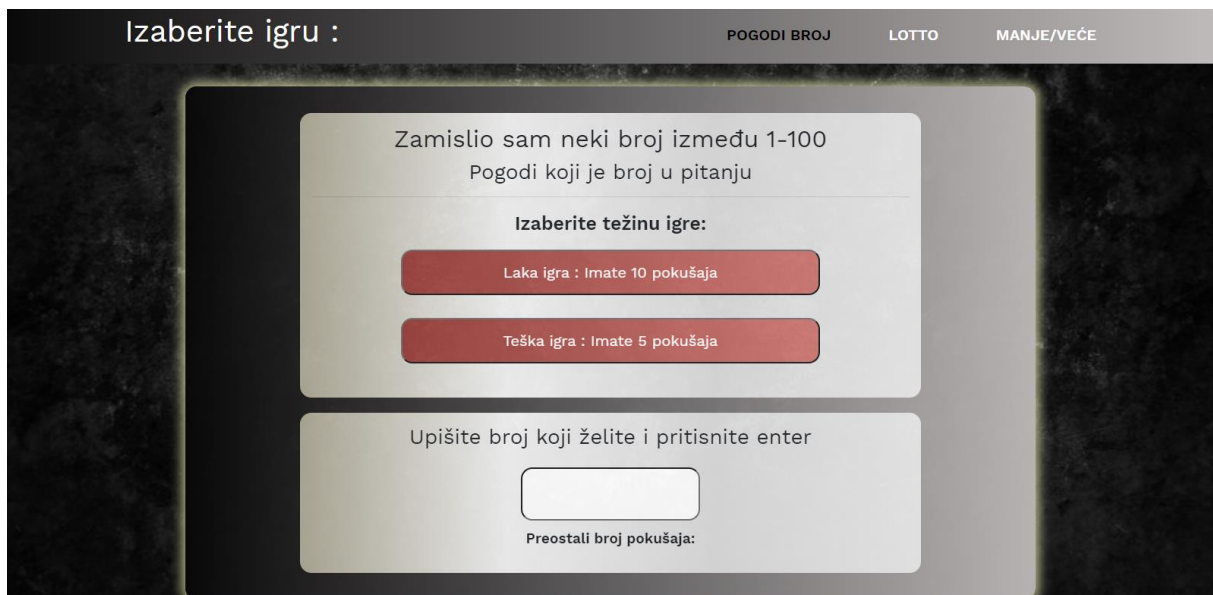 Izaberite igru :
POGODI BROJ LOTTO MANJE/VEĆE
Zamislio sam neki broj između 1-100
Pogodi koji je broj u pitanju
Izaberite težinu igre:
Laka igra : Imate 10 pokušaja
Teška igra : Imate 5 pokušaja
Upišite broj koji želite i pritisnite enter
Preostali broj pokušaja: